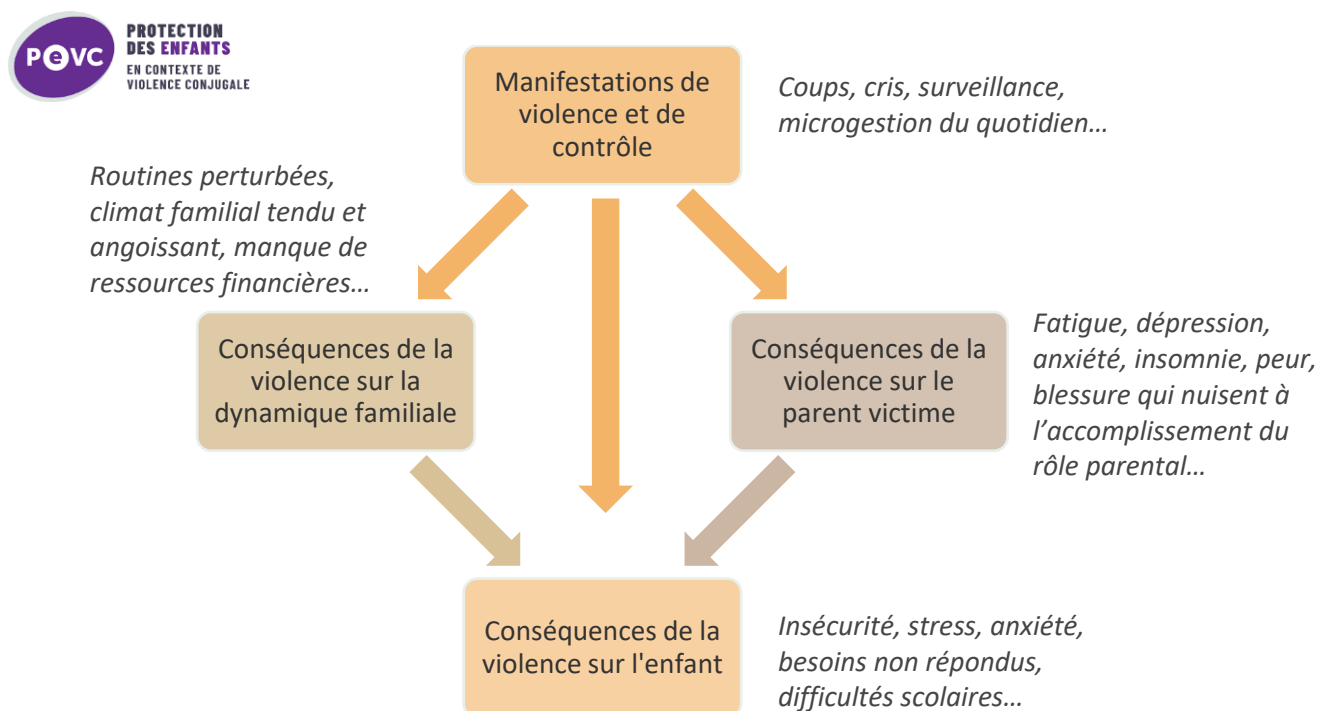 PeVC
PROTECTION
DES ENFANTS
EN CONTEXTE DE
VIOLENCE CONJUGALE
Manifestations de
violence et de
contrôle
Coups, cris, surveillance,
microgestion du quotidien…
Routines perturbées,
climat familial tendu et
angoissant, manque de
ressources financières…
Conséquences de la
violence sur la
dynamique familiale
Conséquences de la
violence sur le
parent victime
Fatigue, dépression,
anxiété, insomnie, peur,
blessure qui nuisent à
l’accomplissement du
rôle parental…
Conséquences de la
violence sur l'enfant
Insécurité, stress, anxiété,
besoins non répondus,
difficultés scolaires…